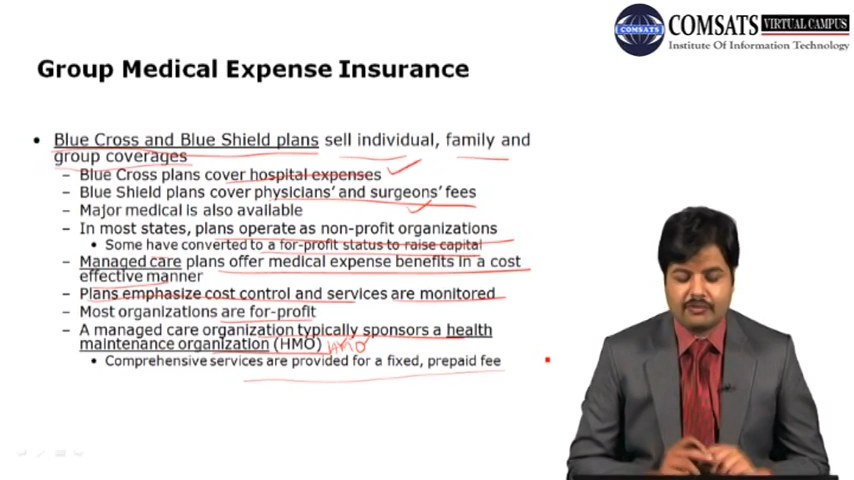 COMSATS VIRTUAL CAMPUS
Institute Of Information Technology
Group Medical Expense Insurance
• Blue Cross and Blue Shield plans sell individual, family and
group coverages
– Blue Cross plans cover hospital expenses
– Blue Shield plans cover physicians' and surgeons' fees
– Major medical is also available
– In most states, plans operate as non-profit organizations
• Some have converted to a for-profit status to raise capital
– Managed care plans offer medical expense benefits in a cost
effective manner
– Plans emphasize cost control and services are monitored
– Most organizations are for-profit
– A managed care organization typically sponsors a health
maintenance organization (HMO) HMO
• Comprehensive services are provided for a fixed, prepaid fee